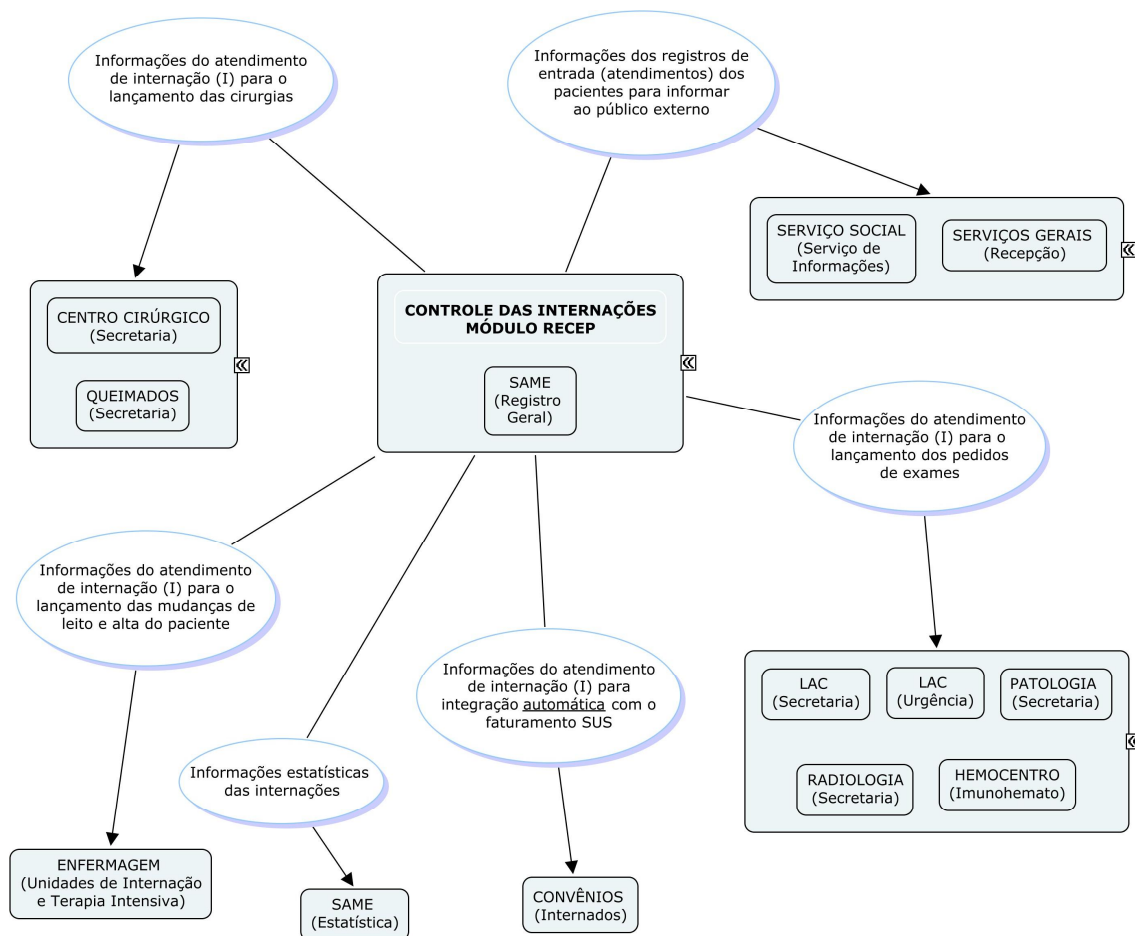 Informações do atendimento
de internação (I) para o
lançamento das cirurgias
Informações dos registros de
entrada (atendimentos) dos
pacientes para informar
ao público externo
SERVIÇO SOCIAL
(Serviço de
Informações)
SERVIÇOS GERAIS
(Recepção)
CENTRO CIRÚRGICO
(Secretaria)
QUEIMADOS
(Secretaria)
CONTROLE DAS INTERNAÇÕES
MÓDULO RECEP
SAME
(Registro
Geral)
Informações do atendimento
de internação (I) para o
lançamento dos pedidos
de exames
Informações do atendimento
de internação (I) para o
lançamento das mudanças de
leito e alta do paciente
Informações estatísticas
das internações
Informações do atendimento
de internação (I) para
integração automática com o
faturamento SUS
LAC
(Secretaria)
LAC
(Urgência)
PATOLOGIA
(Secretaria)
RADIOLOGIA
(Secretaria)
HEMOCENTRO
(Imunohemato)
ENFERMAGEM
(Unidades de Internação
e Terapia Intensiva)
SAME
(Estatística)
CONVÊNIOS
(Internados)